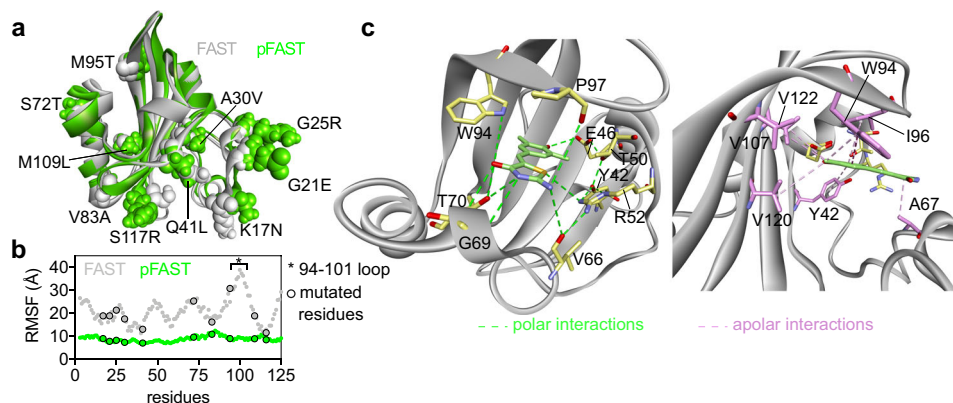 a
FAST pFAST
M95T
S72T
A30V
G25R
M109L
G21E
V83A
Q41L
K17N
S117R
b
FAST pFAST
* 94-101 loop
mutated
residues
*
RMSF (Å)
40
30
20
10
0
0 25 50 75 100 125
residues
c
P97
W94
E46
T50
Y42
T70
R52
G69
V66
polar interactions
W94
V122
I96
V107
V120
Y42
A67
apolar interactions